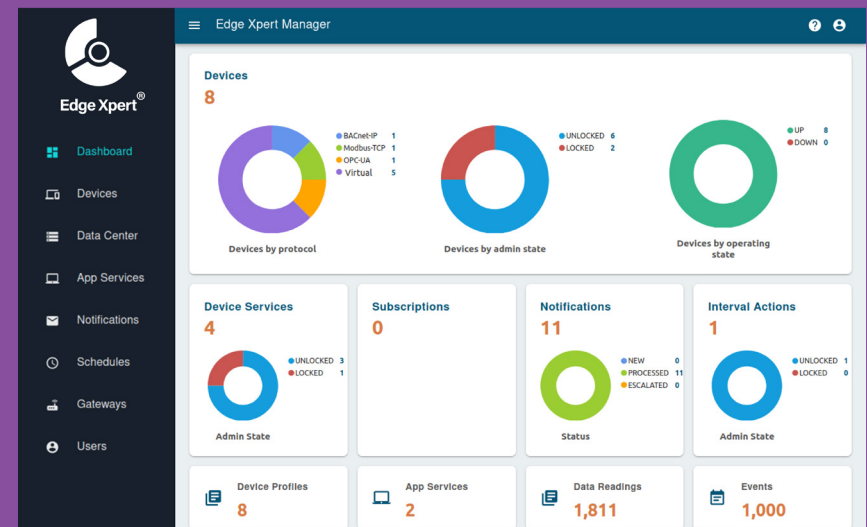 Edge Xpert®
Dashboard
Devices
Data Center
App Services
Notifications
Schedules
Gateways
Users
Edge Xpert Manager
Devices
8
BACnet-IP 1
Modbus-TCP 1
OPC-UA 1
Virtual 5
Devices by protocol
UNLOCKED 6
LOCKED 2
Devices by admin state
UP 8
DOWN 0
Devices by operating
state
Device Services
4
UNLOCKED 3
LOCKED 1
Admin State
Subscriptions
0
Notifications
11
NEW 0
PROCESSED 11
ESCALATED 0
Status
Interval Actions
1
UNLOCKED 1
LOCKED 0
Admin State
Device Profiles
8
App Services
2
Data Readings
1,811
Events
1,000